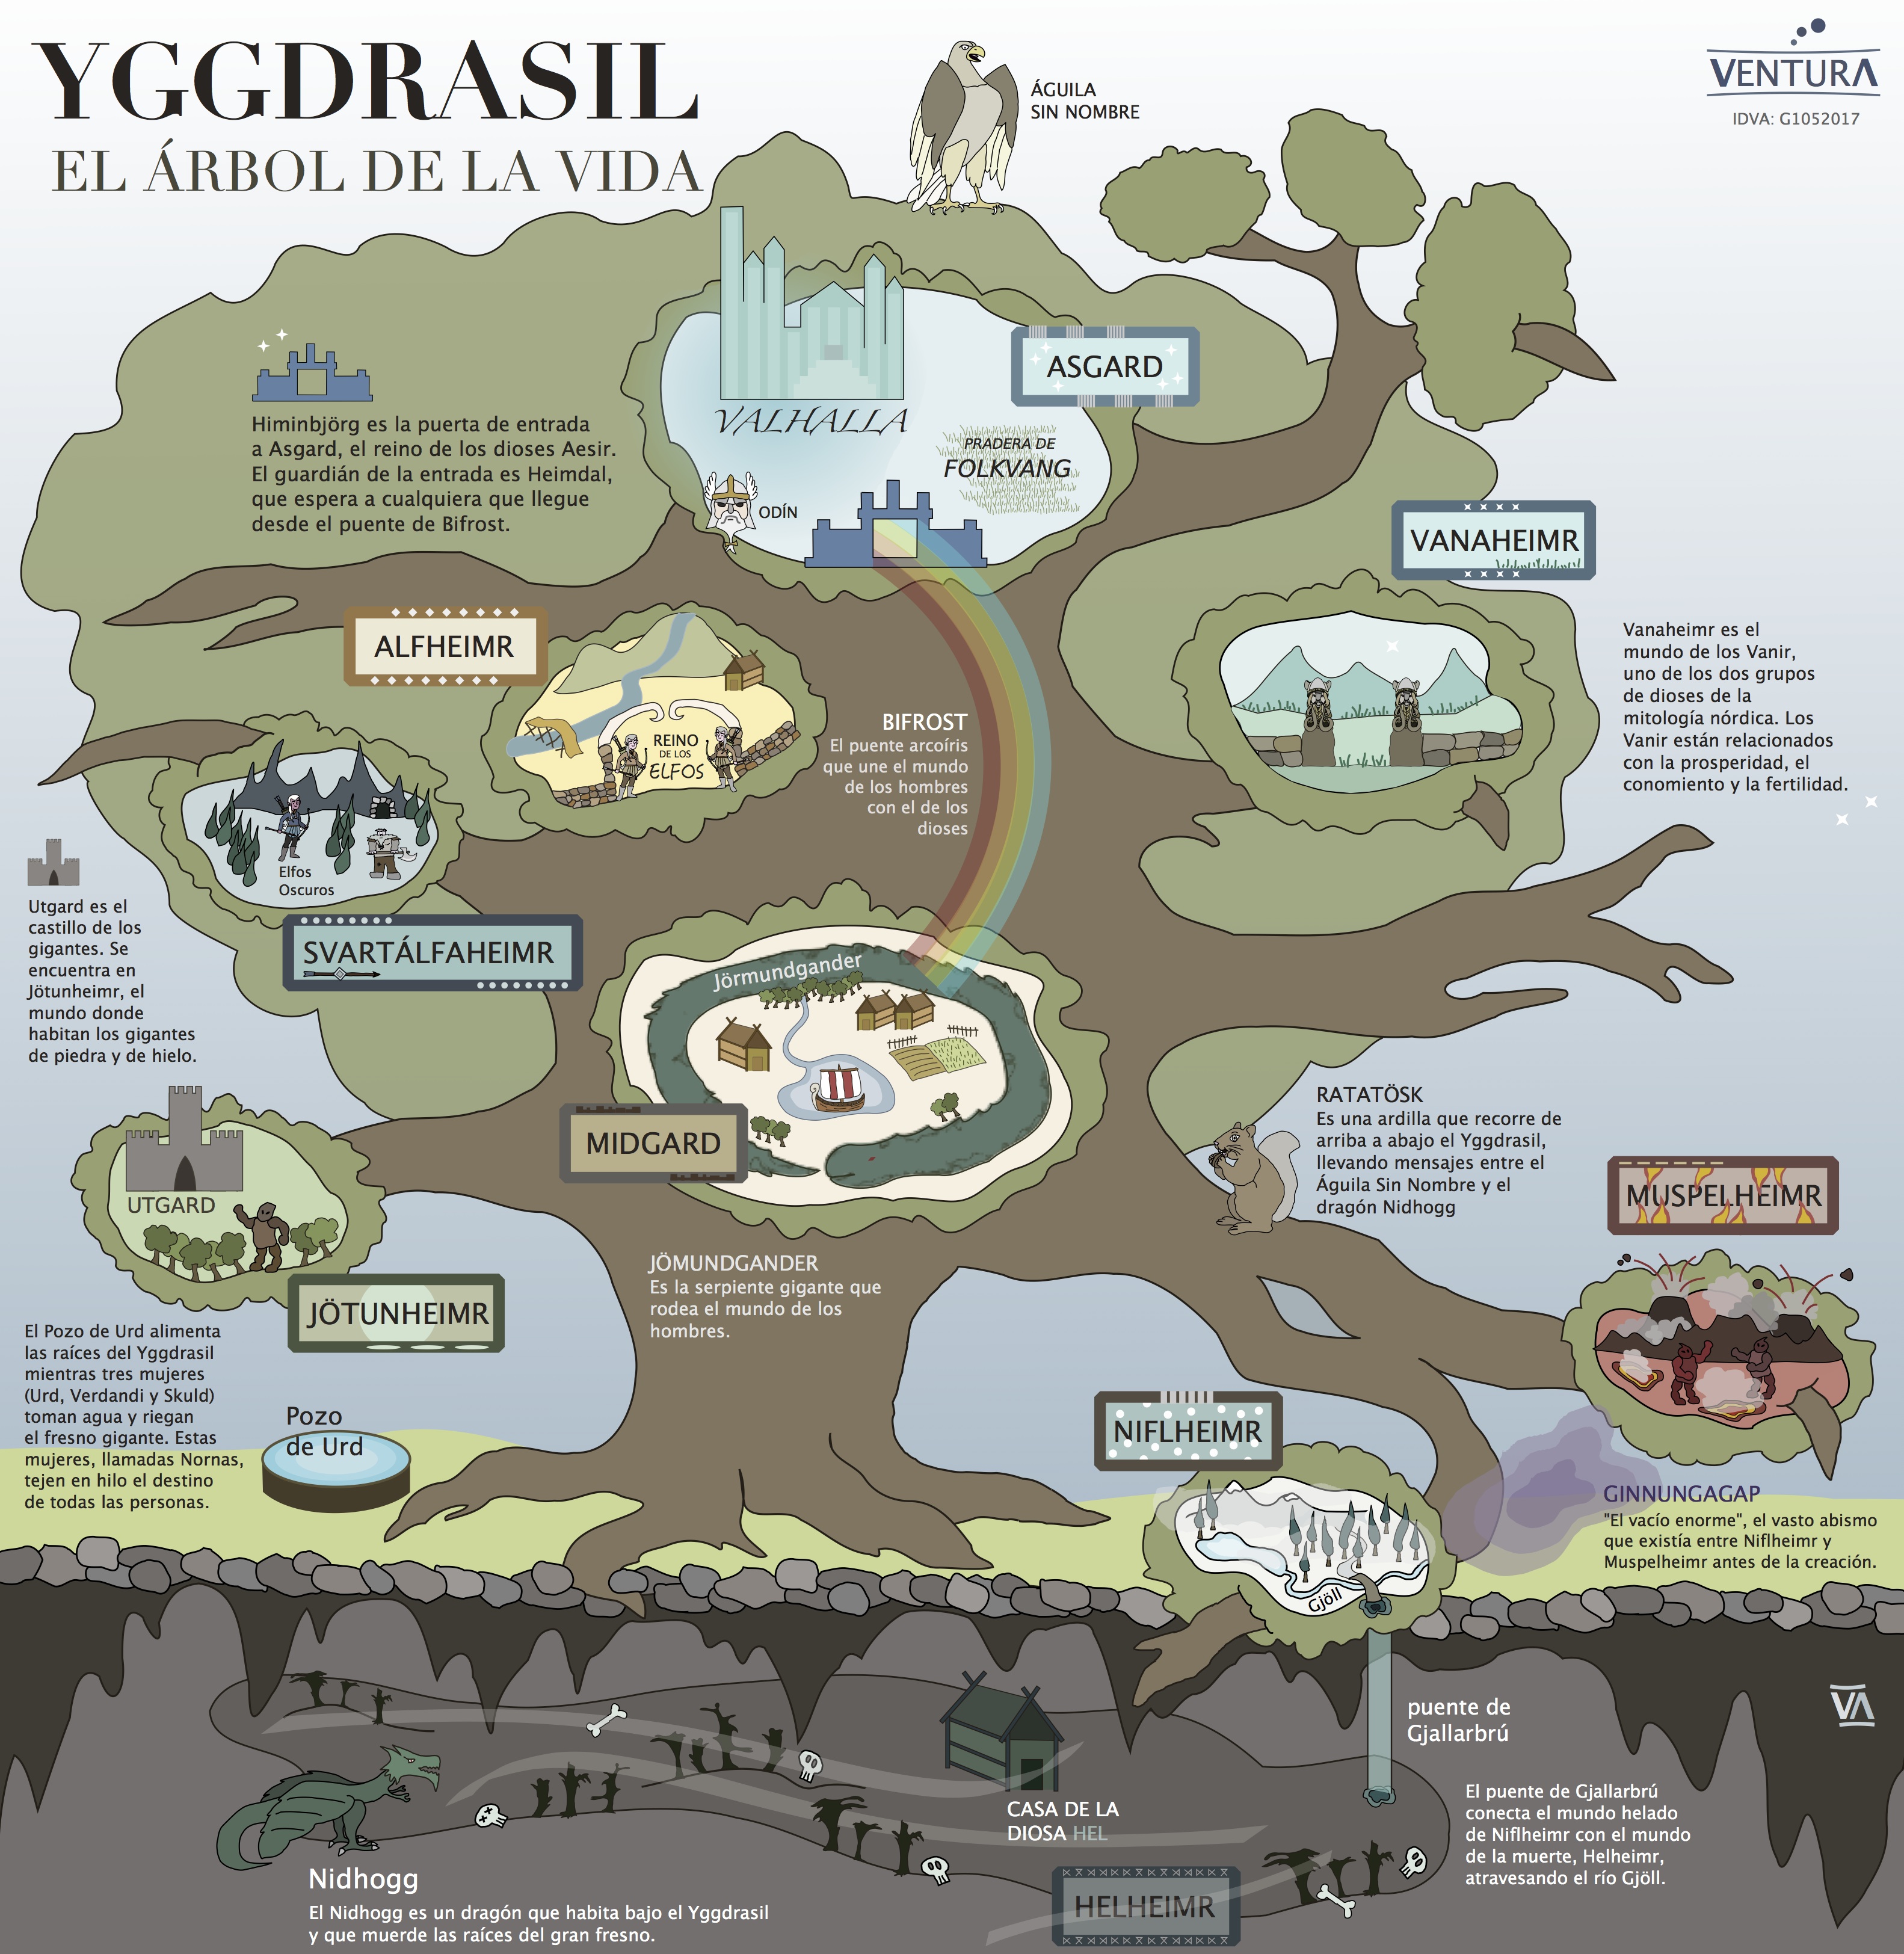 YGGDRASIL
EL ÁRBOL DE LA VIDA
ÁGUILA
SIN NOMBRE
VENTURA
IDVA: G1052017
ASGARD
VALHALLA
PRADERA DE
FOLKVANG
ODÍN
Himinbjörg es la puerta de entrada
a Asgard, el reino de los dioses Aesir.
El guardián de la entrada es Heimdal,
que espera a cualquiera que llegue
desde el puente de Bifrost.
VANAHEIMR
Vanaheimr es el
mundo de los Vanir,
uno de los dos grupos
de dioses de la
mitología nórdica. Los
Vanir están relacionados
con la prosperidad, el
conomiento y la fertilidad.
ALFHEIMR
REINO
DE LOS
ELFOS
BIFROST
El puente arcoíris
que une el mundo
de los hombres
con el de los
dioses
Elfos
Oscuros
SVARTÁLFAHEIMR
Utgard es el
castillo de los
gigantes. Se
encuentra en
Jötunheimr, el
mundo donde
habitan los gigantes
de piedra y de hielo.
Jörmundgander
MIDGARD
UTGARD
JÖTUNHEIMR
JÖMUNDGANDER
Es la serpiente gigante que
rodea el mundo de los
hombres.
RATATÖSK
Es una ardilla que recorre de
arriba a abajo el Yggdrasil,
llevando mensajes entre el
Águila Sin Nombre y el
dragón Nidhogg
MUSPELHEIMR
El Pozo de Urd alimenta
las raíces del Yggdrasil
mientras tres mujeres
(Urd, Verdandi y Skuld)
toman agua y riegan
el fresno gigante. Estas
mujeres, llamadas Nornas,
tejen en hilo el destino
de todas las personas.
Pozo
de Urd
NIFLHEIMR
Gjöll
GINNUNGAGAP
"El vacío enorme", el vasto abismo
que existía entre Niflheimr y
Muspelheimr antes de la creación.
puente de
Gjallarbrú
VA
El puente de Gjallarbrú
conecta el mundo helado
de Niflheimr con el mundo
de la muerte, Helheimr,
atravesando el río Gjöll.
CASA DE LA
DIOSA HEL
HELHEIMR
Nidhogg
El Nidhogg es un dragón que habita bajo el Yggdrasil
y que muerde las raíces del gran fresno.